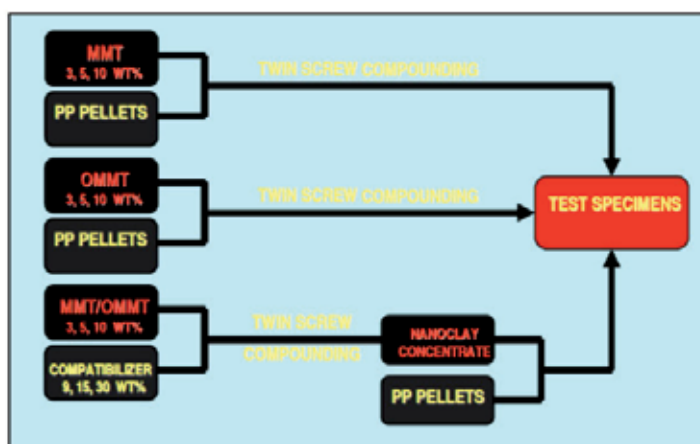 MMT
3, 5, 10 WT%
PP PELLETS
TWIN SCREW COMPOUNDING
OMMT
3, 5, 10 WT%
PP PELLETS
TWIN SCREW COMPOUNDING
TEST SPECIMENS
MMT/OMMT
3, 5, 10 WT%
COMPATIBILIZER
9, 15, 30 WT%
TWIN SCREW
COMPOUNDING
NANOCLAY
CONCENTRATE
PP PELLETS